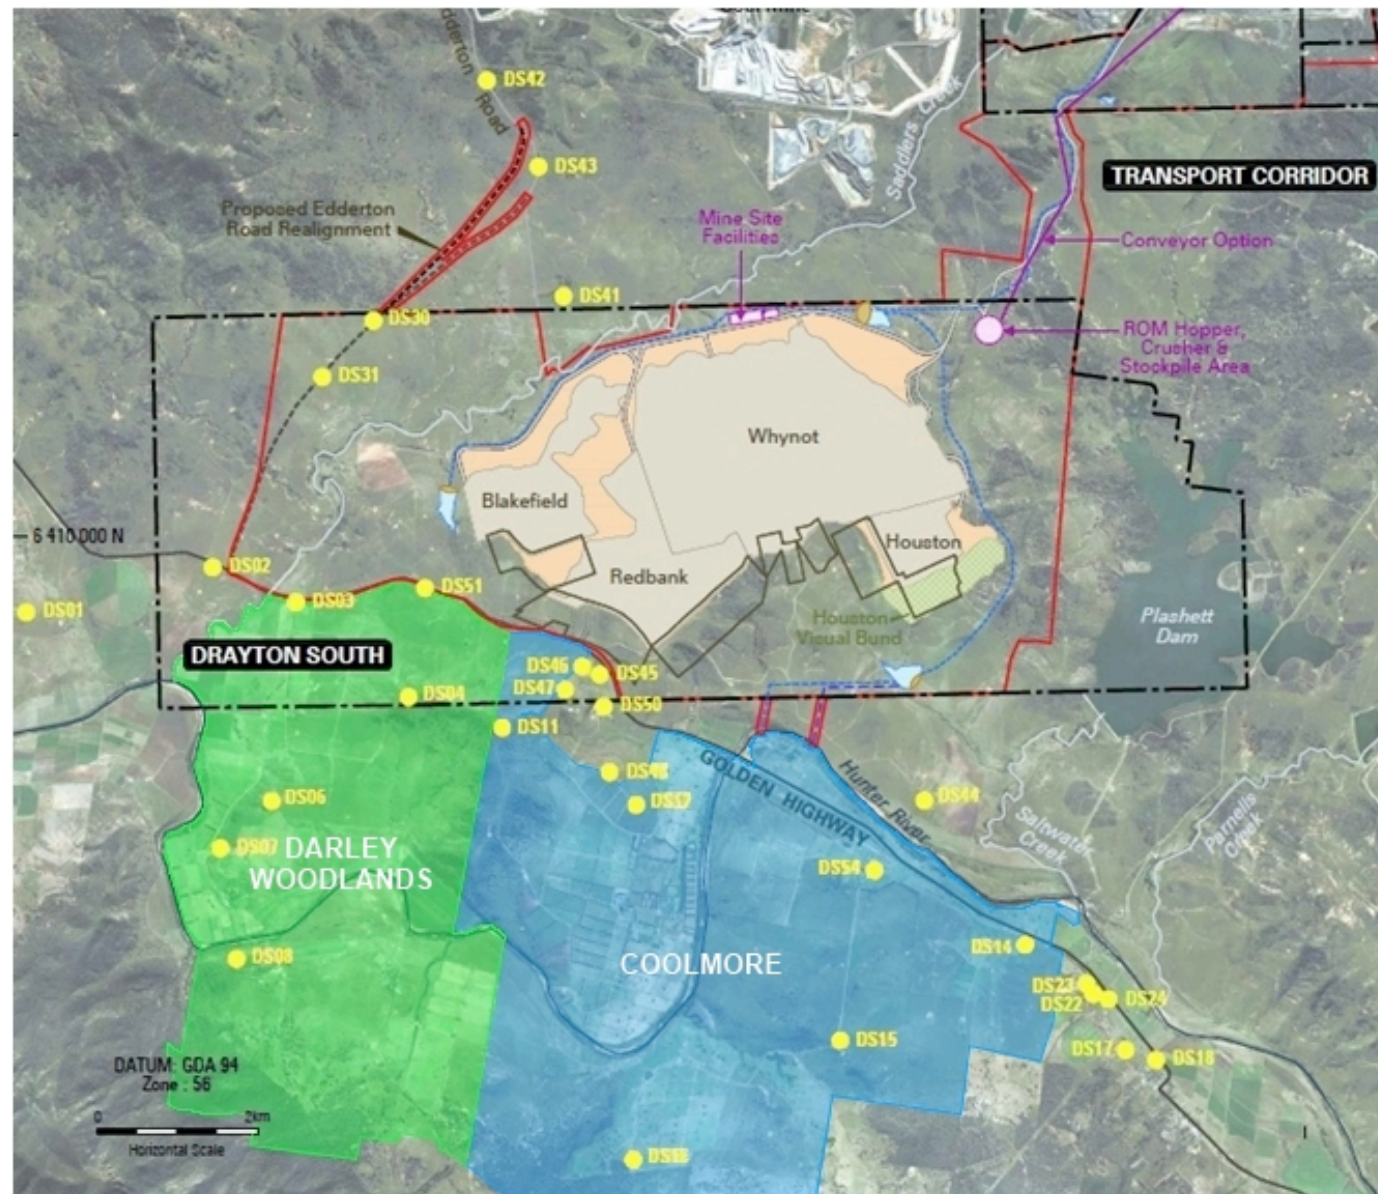 Edderton
Road
DS42
DS43
Saddlers Creek
TRANSPORT CORRIDOR
Proposed Edderton
Road Realignment
Mine Site
Facilities
Conveyor Option
DS41
DS30
ROM Hopper,
Crusher &
Stockpile Area
DS31
Whynot
Blakefield
6 410 000 N
Houston
DS02
Redbank
DS51
DS03
DS01
Houston
Visual Bund
Plashett
Dam
DRAYTON SOUTH
DS46
DS45
DS47
DS04
DS50
DS11
GOLDEN HIGHWAY
Hunter River
DS06
DS44
Saltwater
Creek
Parnells
Creek
DS07
DARLEY
WOODLANDS
DS08
COOLMORE
DS14
DS23
DS22
DS24
DS15
DS17
DS18
DATUM: GDA 94
Zone : 56
0 2km
Horizontal Scale